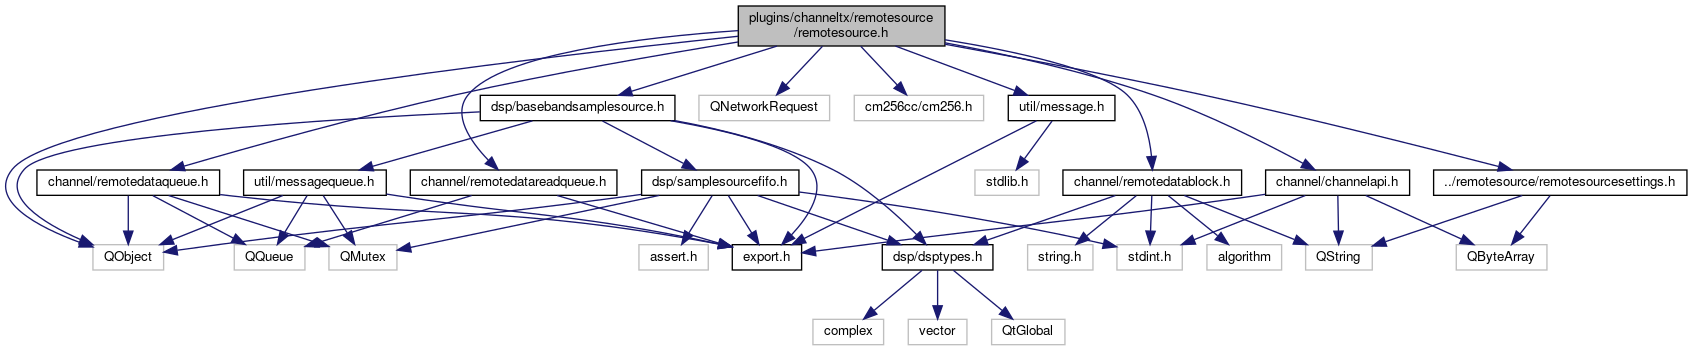 plugins/channeltx/remotesource
/remotesource.h
dsp/basebandsamplesource.h
QNetworkRequest
cm256cc/cm256.h
util/message.h
channel/remotedataqueue.h
util/messagequeue.h
channel/remotedatareadqueue.h
dsp/samplesourcefifo.h
stdlib.h
channel/remotedatablock.h
channel/channelapi.h
../remotesource/remotesourcesettings.h
QObject
QQueue
QMutex
assert.h
export.h
dsp/dsptypes.h
string.h
stdint.h
algorithm
QString
QByteArray
complex
vector
QtGlobal